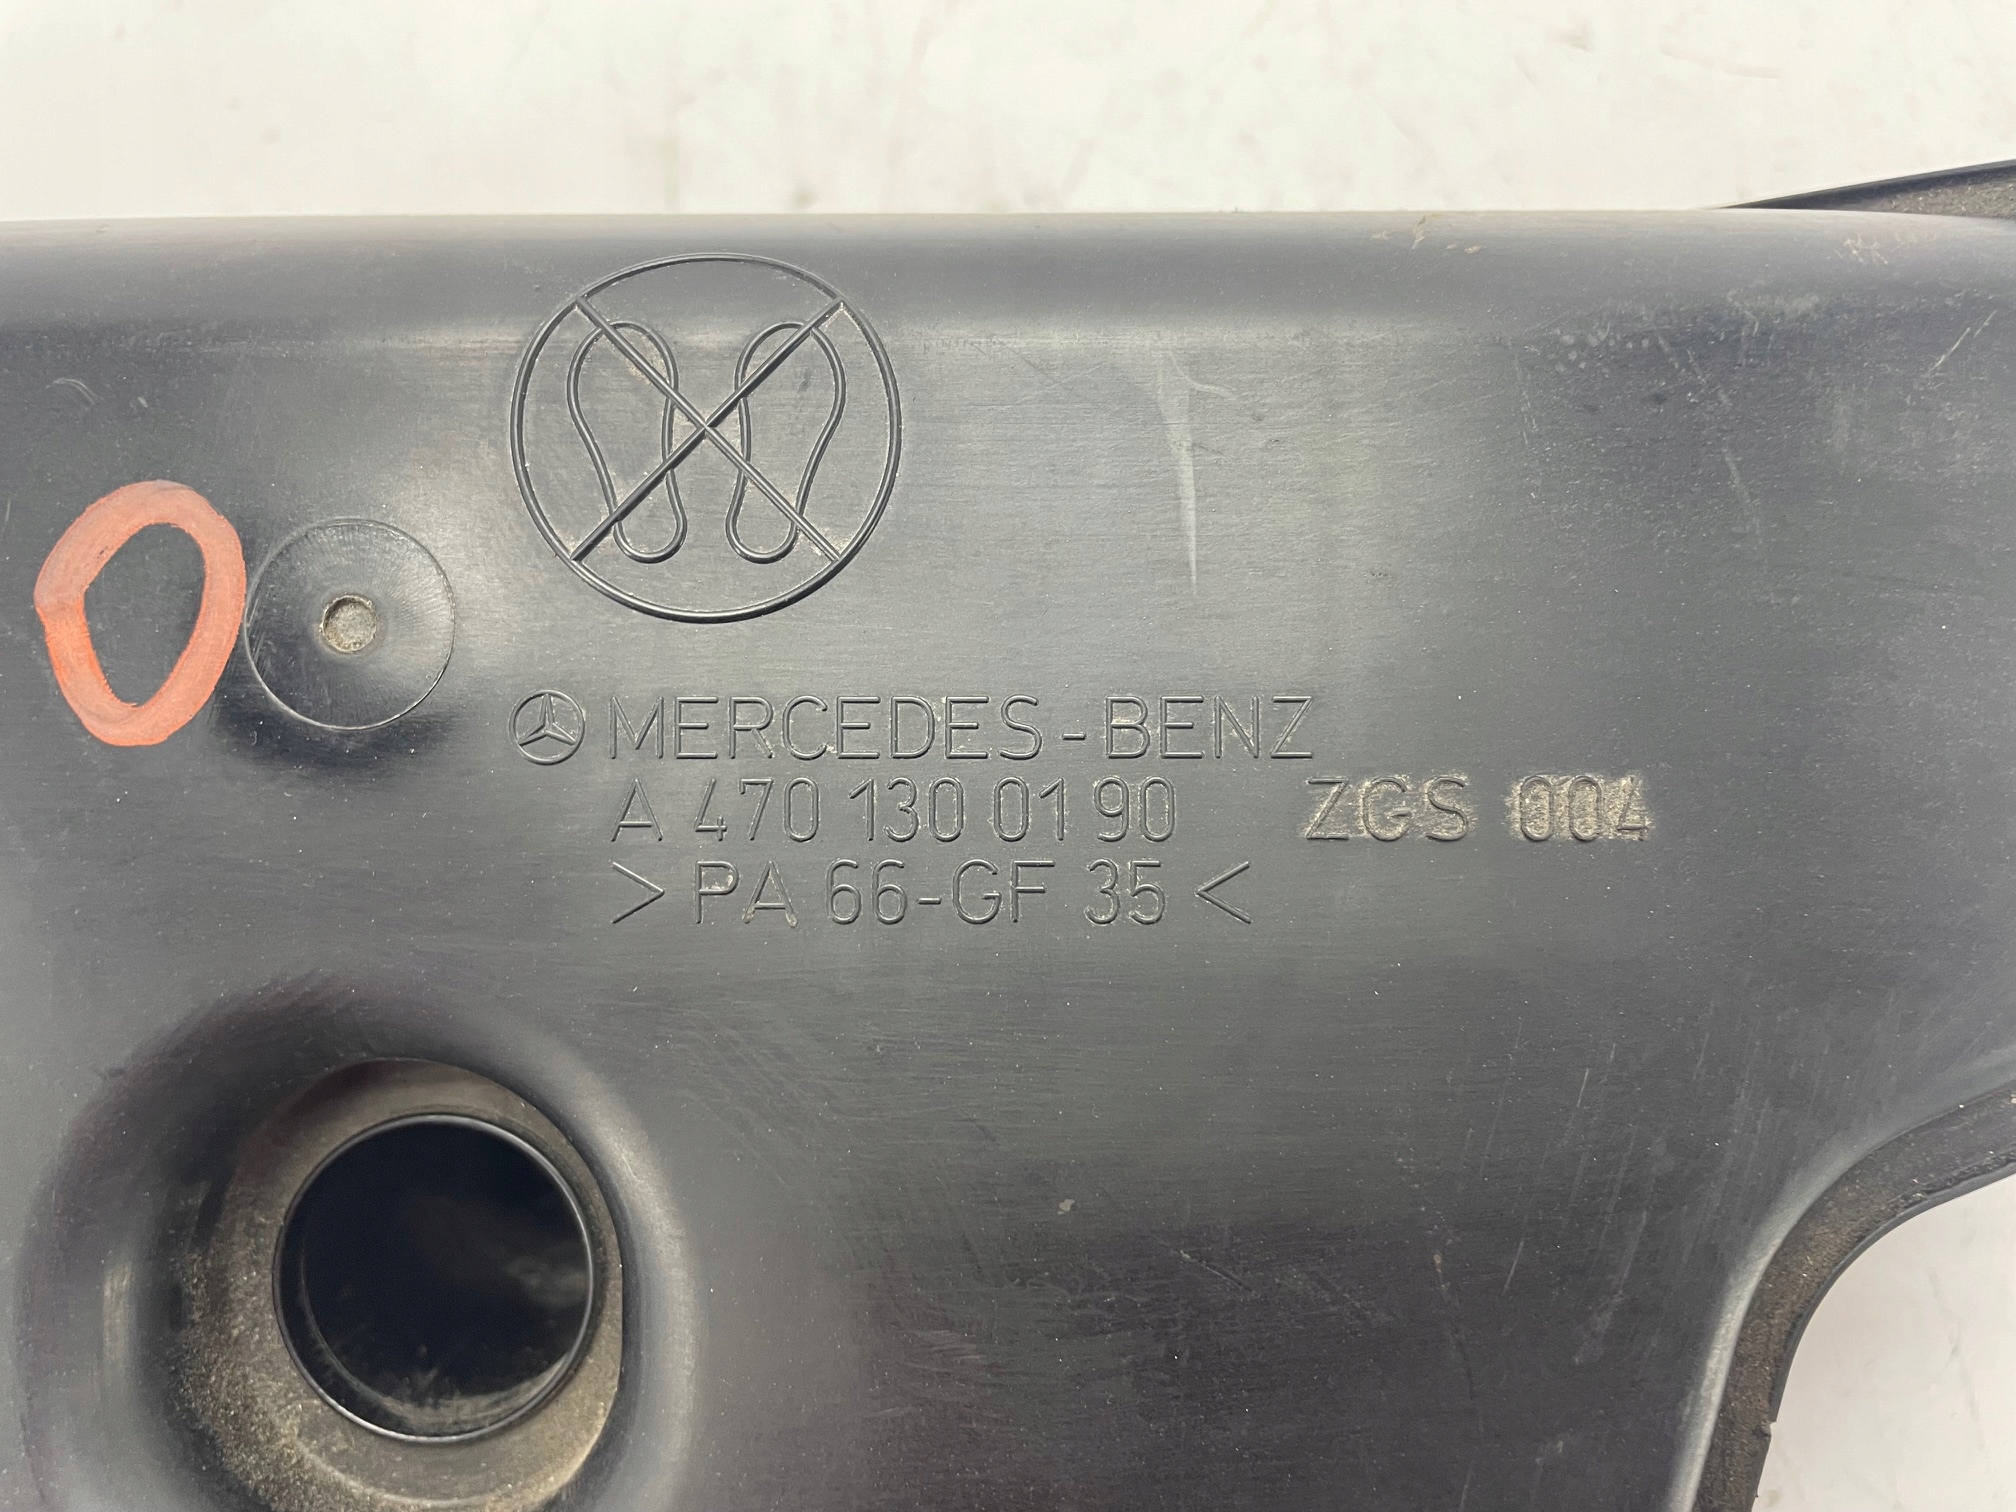 MERCEDES-BENZ
A 470 130 01 90 ZGS 004
>PA 66-GF 35<